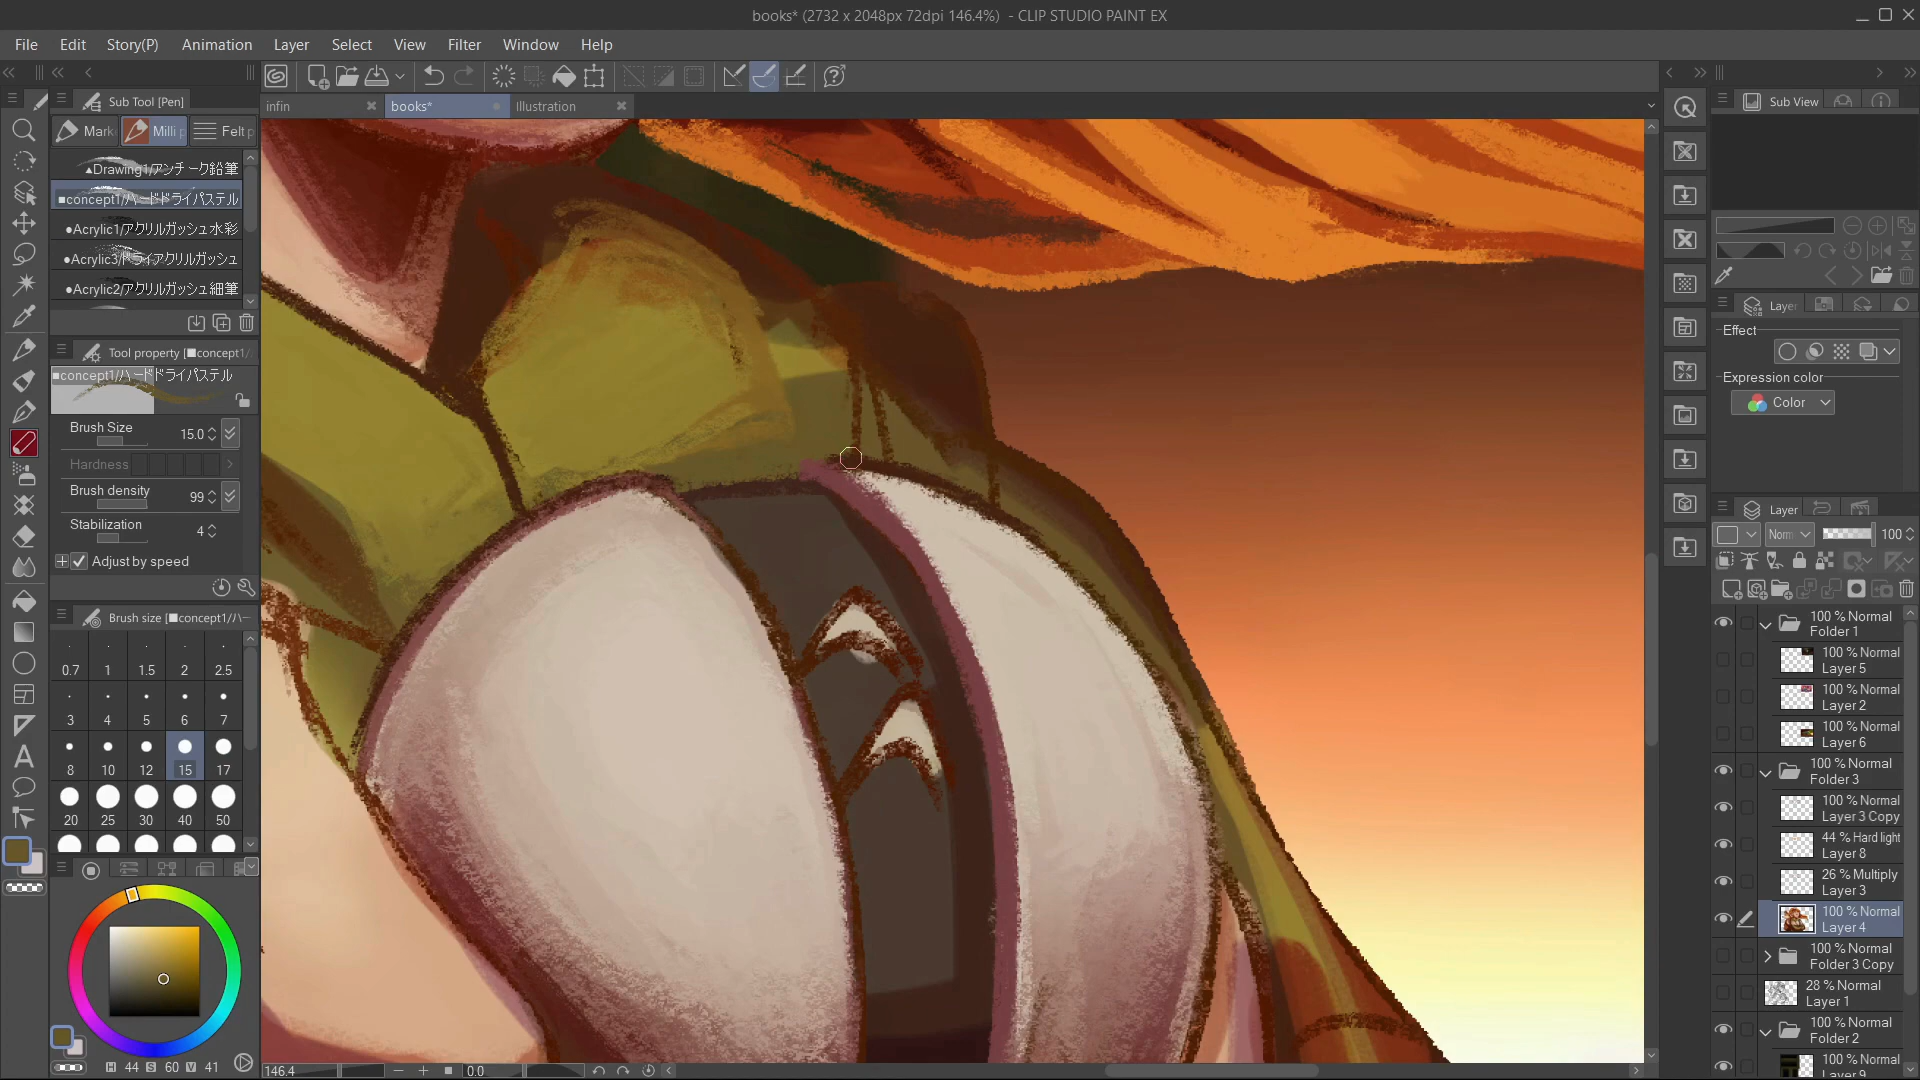 books* (2732 x 2048px 72dpi 146.4%) - CLIP STUDIO PAINT EX
File Edit Story(P) Animation Layer Select View Filter Window Help
Sub Tool [Pen]
infin books* Illustration
Sub View
Mark Milli p Felt p
▲Drawing1/アンチーク鉛筆
■concept1/ハードドライパステル
●Acrylic1/アクリルガッシュ水彩
●Acrylic3/ドライアクリルガッシュ
●Acrylic2/アクリルガッシュ細筆
Tool property [■concept1/
■concept1/ハードドライパステル
Brush Size 15.0
Hardness
Brush density 99
Stabilization 4
Adjust by speed
Brush size [■concept1/ハ
0.7 1 1.5 2 2.5
3 4 5 6 7
8 10 12 15 17
20 25 30 40 50
H 44 S 60 V 41
146.4 0.0
Layer
Effect
Expression color
Color
Layer
Norm 100
100 % Normal
Folder 1
100 % Normal
Layer 5
100 % Normal
Layer 2
100 % Normal
Layer 6
100 % Normal
Folder 3
100 % Normal
Layer 3 Copy
44 % Hard light
Layer 8
26 % Multiply
Layer 3
100 % Normal
Layer 4
100 % Normal
Folder 3 Copy
28 % Normal
Layer 1
100 % Normal
Folder 2
100 % Normal
Layer 9